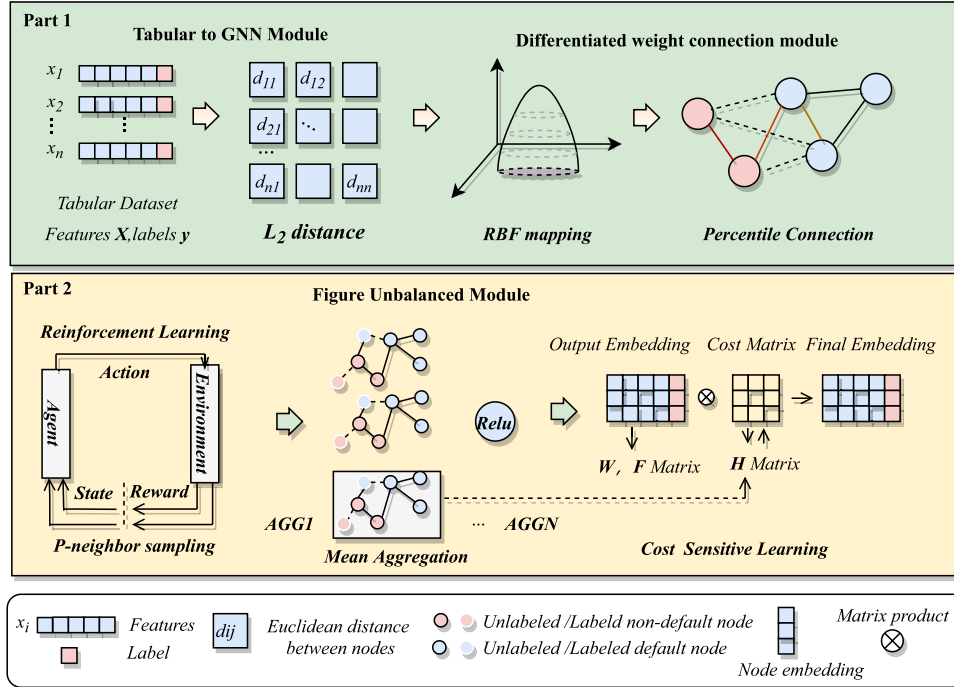 Part 1
Tabular to GNN Module
Differentiated weight connection module
x1
x2
⋮ ⋮
xn
d11 d12
d21 ⋱
...
dn1 dnn
Tabular Dataset
Features X,labels y
L2 distance
RBF mapping
Percentile Connection
Part 2
Figure Unbalanced Module
Reinforcement Learning
Action
Agent
Environment
State
Reward
P-neighbor sampling
Relu
AGG1
... AGGN
Mean Aggregation
Output Embedding
Cost Matrix
Final Embedding
W, F Matrix
H Matrix
Cost Sensitive Learning
xi
Features
Label
dij
Euclidean distance
between nodes
Unlabeled /Labeld non-default node
Unlabeled /Labeled default node
Node embedding
Matrix product